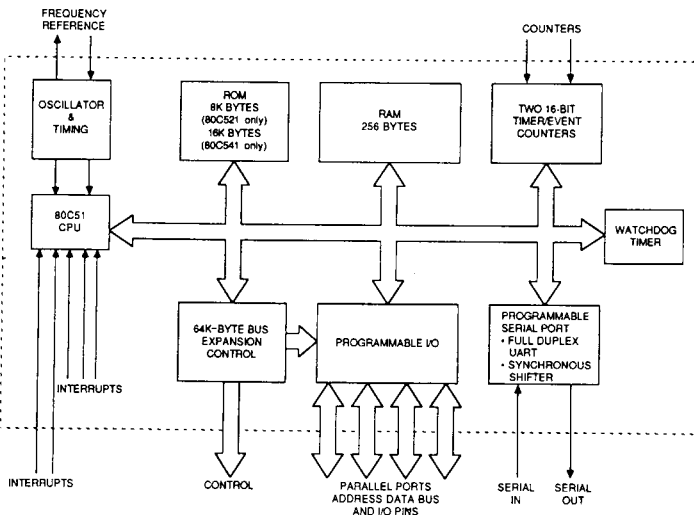 FREQUENCY
REFERENCE
COUNTERS
OSCILLATOR
&
TIMING
ROM
8K BYTES
(80C521 only)
16K BYTES
(80C541 only)
RAM
256 BYTES
TWO 16-BIT
TIMER/EVENT
COUNTERS
80C51
CPU
WATCHDOG
TIMER
64K-BYTE BUS
EXPANSION
CONTROL
PROGRAMMABLE I/O
PROGRAMMABLE
SERIAL PORT
• FULL DUPLEX
UART
• SYNCHRONOUS
SHIFTER
INTERRUPTS
INTERRUPTS
CONTROL
PARALLEL PORTS
ADDRESS DATA BUS
AND I/O PINS
SERIAL
IN
SERIAL
OUT